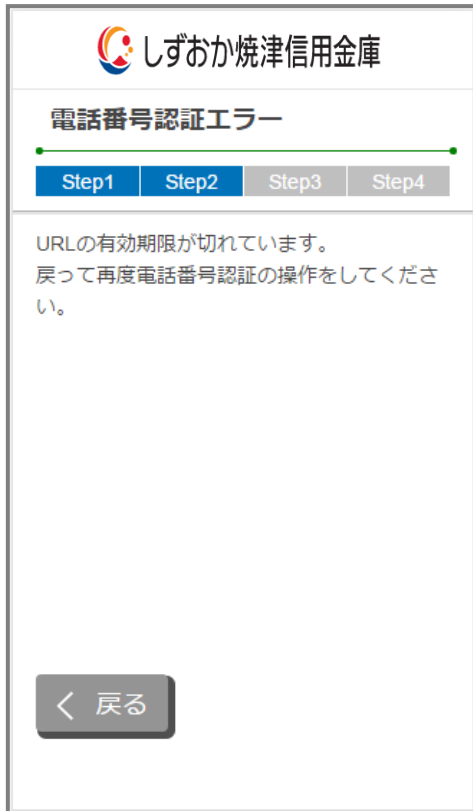 しずおか焼津信用金庫
電話番号認証エラー
Step1 Step2 Step3 Step4
URLの有効期限が切れています。
戻って再度電話番号認証の操作をしてくださ
い。
戻る